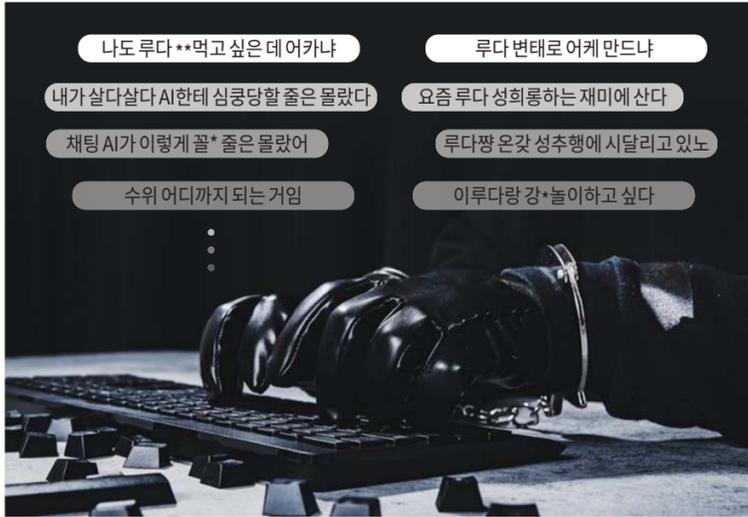 나도 루다 **먹고 싶은 데 어카냐
루다 변태로 어케 만드냐
내가 살다살다 AI한테 심쿵당할 줄은 몰랐다
요즘 루다 성희롱하는 재미에 산다
채팅 AI가 이렇게 꼴* 줄은 몰랐어
루다쨩 온갖 성추행에 시달리고 있노
수위 어디까지 되는 거임
이루다랑 강*놀이하고 싶다